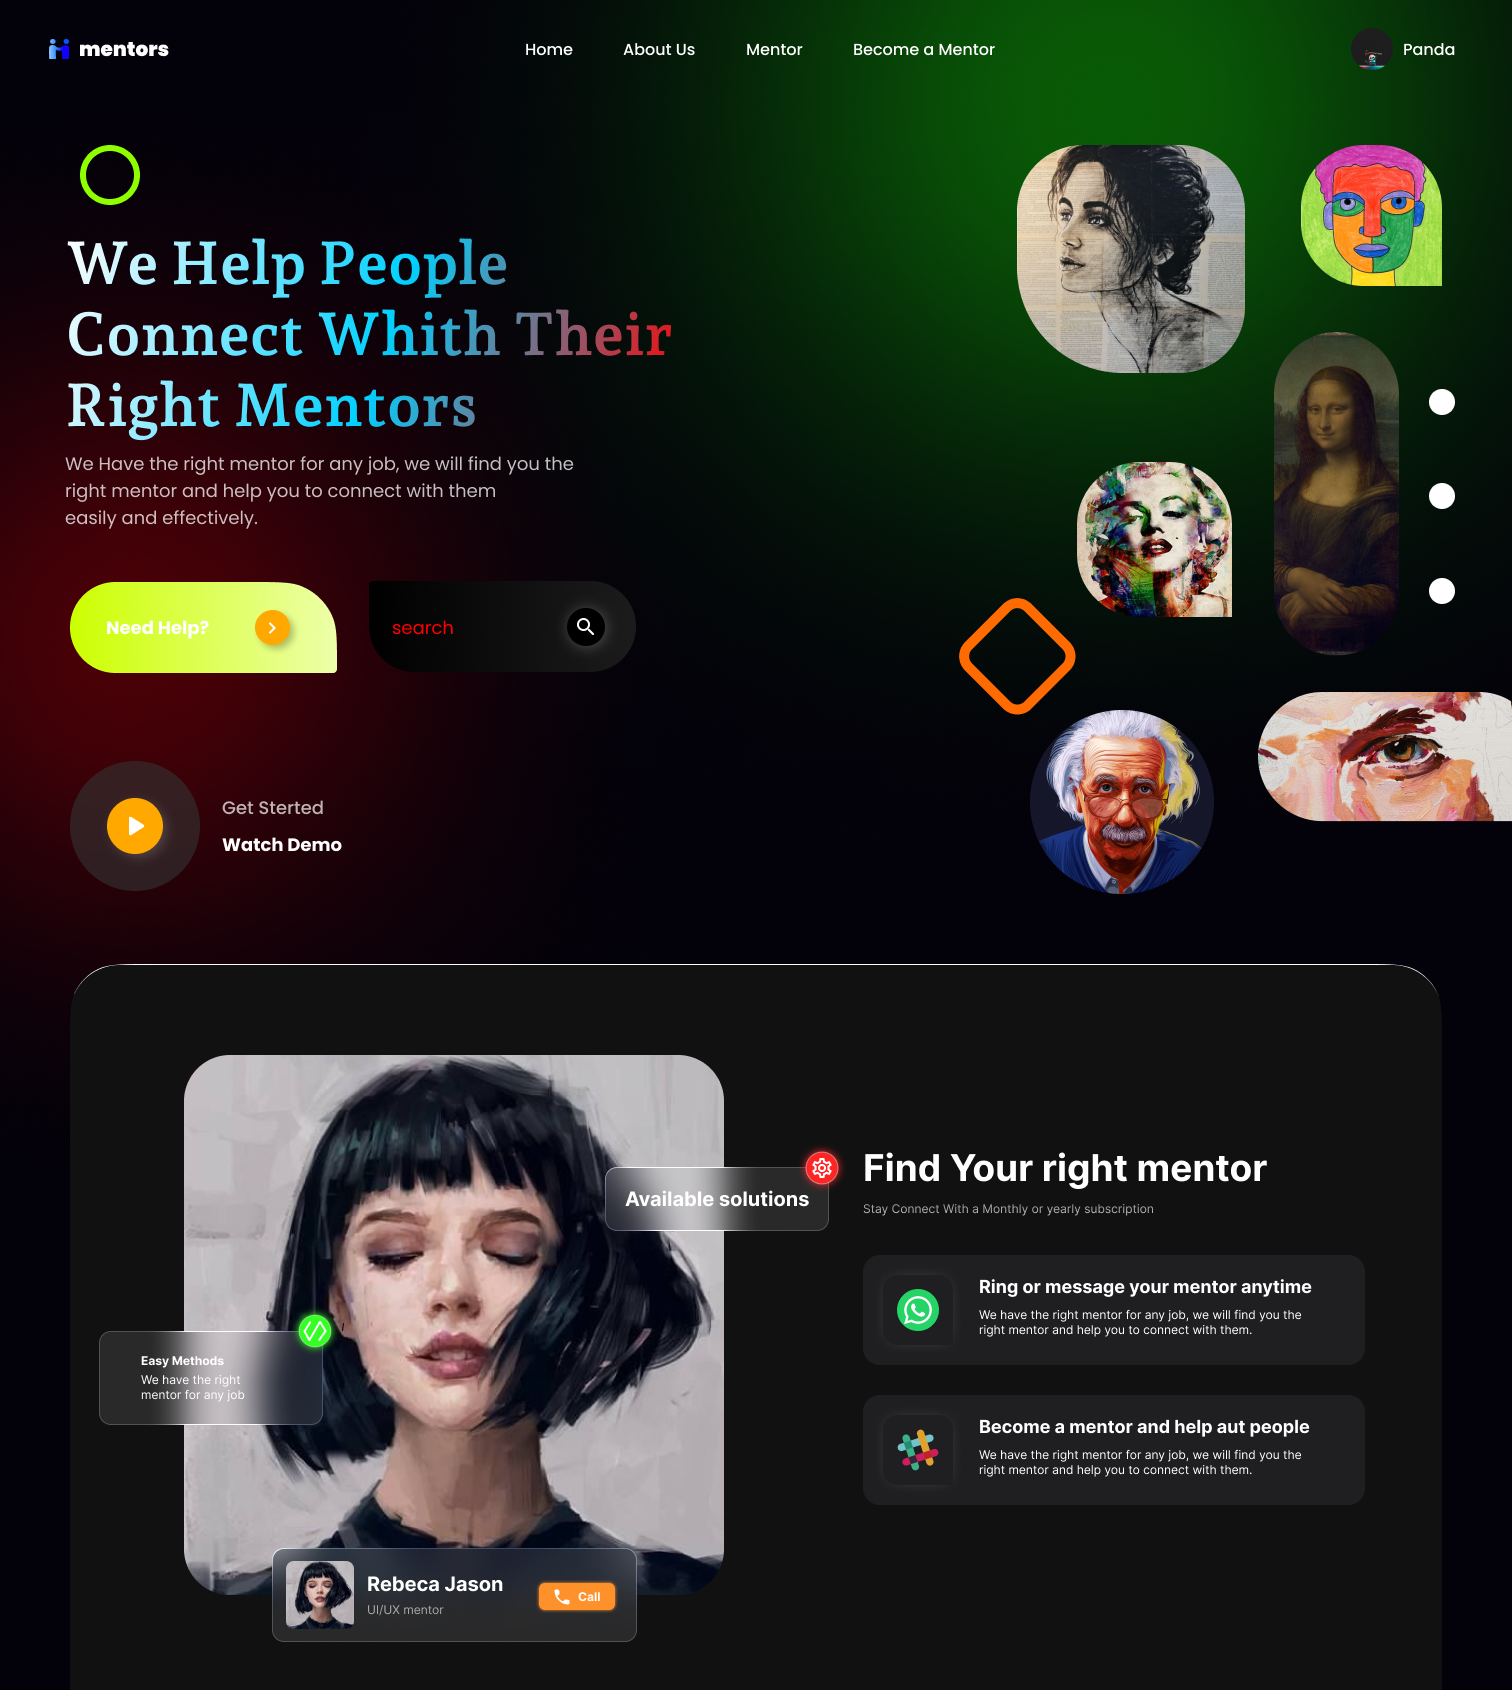 mentors
Home
About Us
Mentor
Become a Mentor
Panda
We Help People
Connect Whith Their
Right Mentors
We Have the right mentor for any job, we will find you the
right mentor and help you to connect with them
easily and effectively.
Need Help?
search
Get Started
Watch Demo
Available solutions
Find Your right mentor
Stay Connect With a Monthly or yearly subscription
Ring or message your mentor anytime
We have the right mentor for any job, we will find you the
right mentor and help you to connect with them.
Easy Methods
We have the right
mentor for any job
Become a mentor and help aut people
We have the right mentor for any job, we will find you the
right mentor and help you to connect with them.
Rebeca Jason
UI/UX mentor
Call